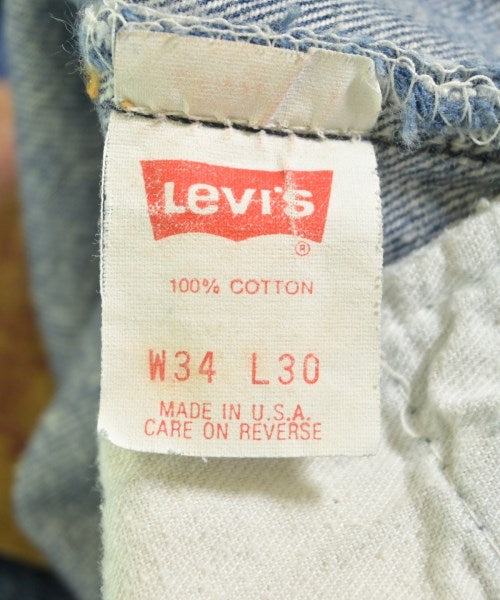 Levi's
®
100% COTTON
W34 L30
MADE IN U.S.A.
CARE ON REVERSE